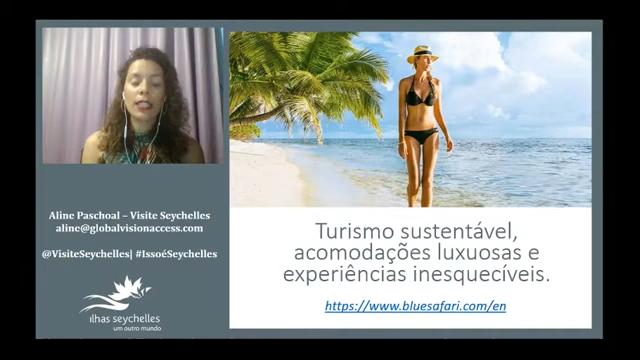 Aline Paschoal – Visite Seychelles
aline@globalvisionaccess.com
@VisiteSeychelles| #IssoéSeychelles
ilhas seychelles
um outro mundo
Turismo sustentável,
acomodações luxuosas e
experiências inesquecíveis.
https://www.bluesafari.com/en